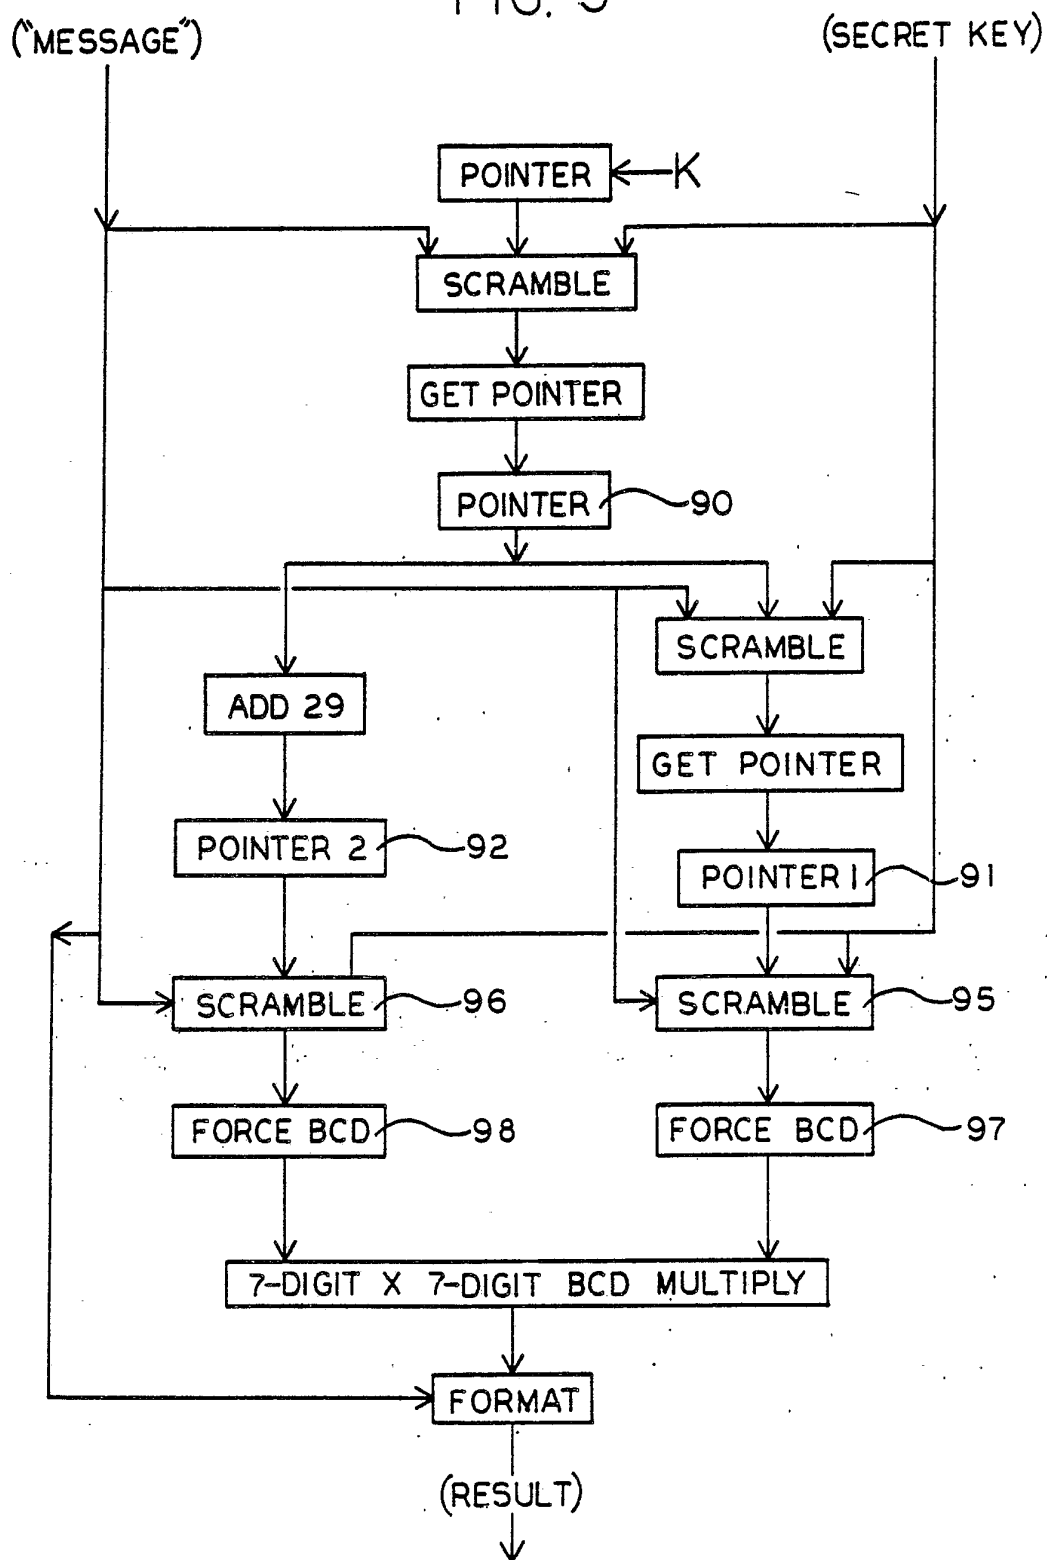 ("MESSAGE")
(SECRET KEY)
POINTER
K
SCRAMBLE
GET POINTER
POINTER
90
SCRAMBLE
ADD 29
GET POINTER
POINTER 2
92
POINTER 1
91
SCRAMBLE
96
SCRAMBLE
95
FORCE BCD
98
FORCE BCD
97
7-DIGIT X 7-DIGIT BCD MULTIPLY
FORMAT
(RESULT)